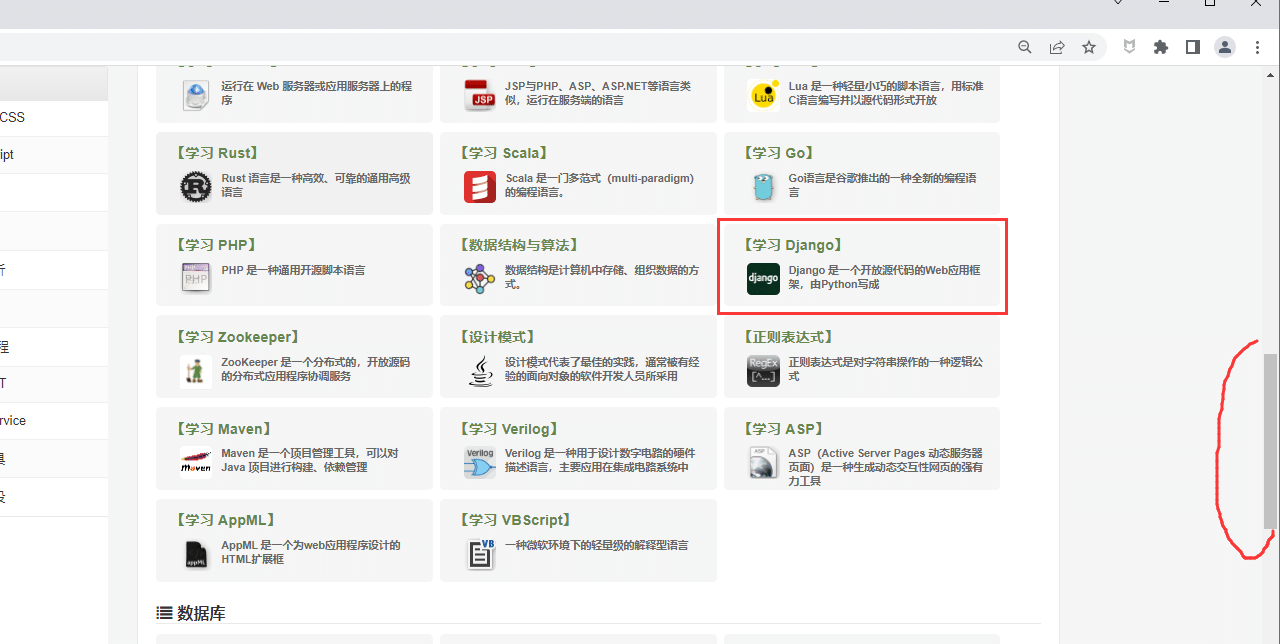 CSS
ipt
析
程
T
rvice
具
设
运行在 Web 服务器或应用服务器上的程
序
JSP与PHP、ASP、ASP.NET等语言类
似，运行在服务端的语言
JSP
Lua 是一种轻量小巧的脚本语言，用标准
C语言编写并以源代码形式开放
Lua
【学习 Rust】
Rust 语言是一种高效、可靠的通用高级
语言
【学习 Scala】
Scala 是一门多范式（multi-paradigm)
的编程语言。
【学习 Go】
Go语言是谷歌推出的一种全新的编程语
言
【学习 PHP】
PHP 是一种通用开源脚本语言
PHP
【数据结构与算法】
数据结构是计算机中存储、组织数据的方
式。
【学习 Django】
Django 是一个开放源代码的Web应用框
架，由Python写成
django
【学习 Zookeeper】
ZooKeeper 是一个分布式的，开放源码
的分布式应用程序协调服务
【设计模式】
设计模式代表了最佳的实践，通常被有经
验的面向对象的软件开发人员所采用
【正则表达式】
正则表达式是对字符串操作的一种逻辑公
式
RegEx
[^...]
【学习 Maven】
Maven 是一个项目管理工具，可以对
Java 项目进行构建、依赖管理
maven
【学习 Verilog】
Verilog 是一种用于设计数字电路的硬件
描述语言，主要应用在集成电路系统中
Verilog
【学习 ASP】
ASP（Active Server Pages 动态服务器
页面）是一种生成动态交互性网页的强有
力工具
ASP
【学习 AppML】
AppML 是一个为web应用程序设计的
HTML扩展框
appML
【学习 VBScript】
一种微软环境下的轻量级的解释型语言
VB
数据库